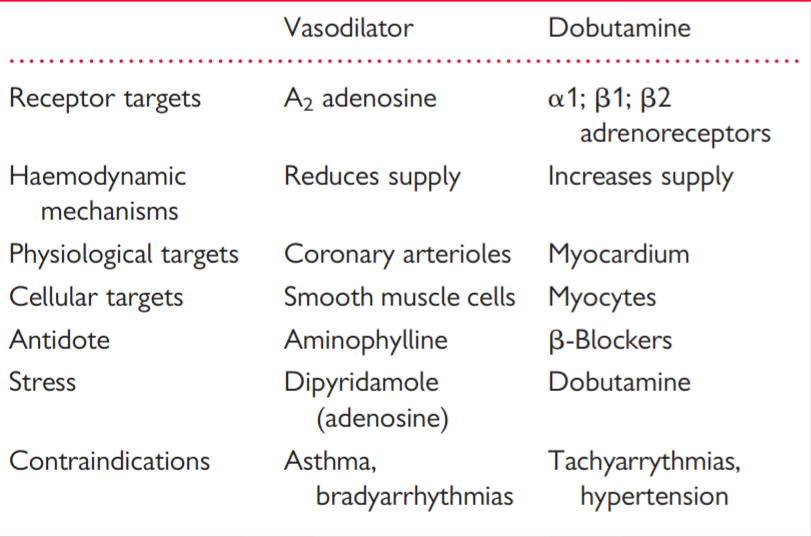 Vasodilator Dobutamine
Receptor targets A₂ adenosine α1; β1; β2
adrenoreceptors
Haemodynamic Reduces supply Increases supply
mechanisms
Physiological targets Coronary arterioles Myocardium
Cellular targets Smooth muscle cells Myocytes
Antidote Aminophylline β-Blockers
Stress Dipyridamole Dobutamine
(adenosine)
Contraindications Asthma, Tachyarrythmias,
bradyarrhythmias hypertension